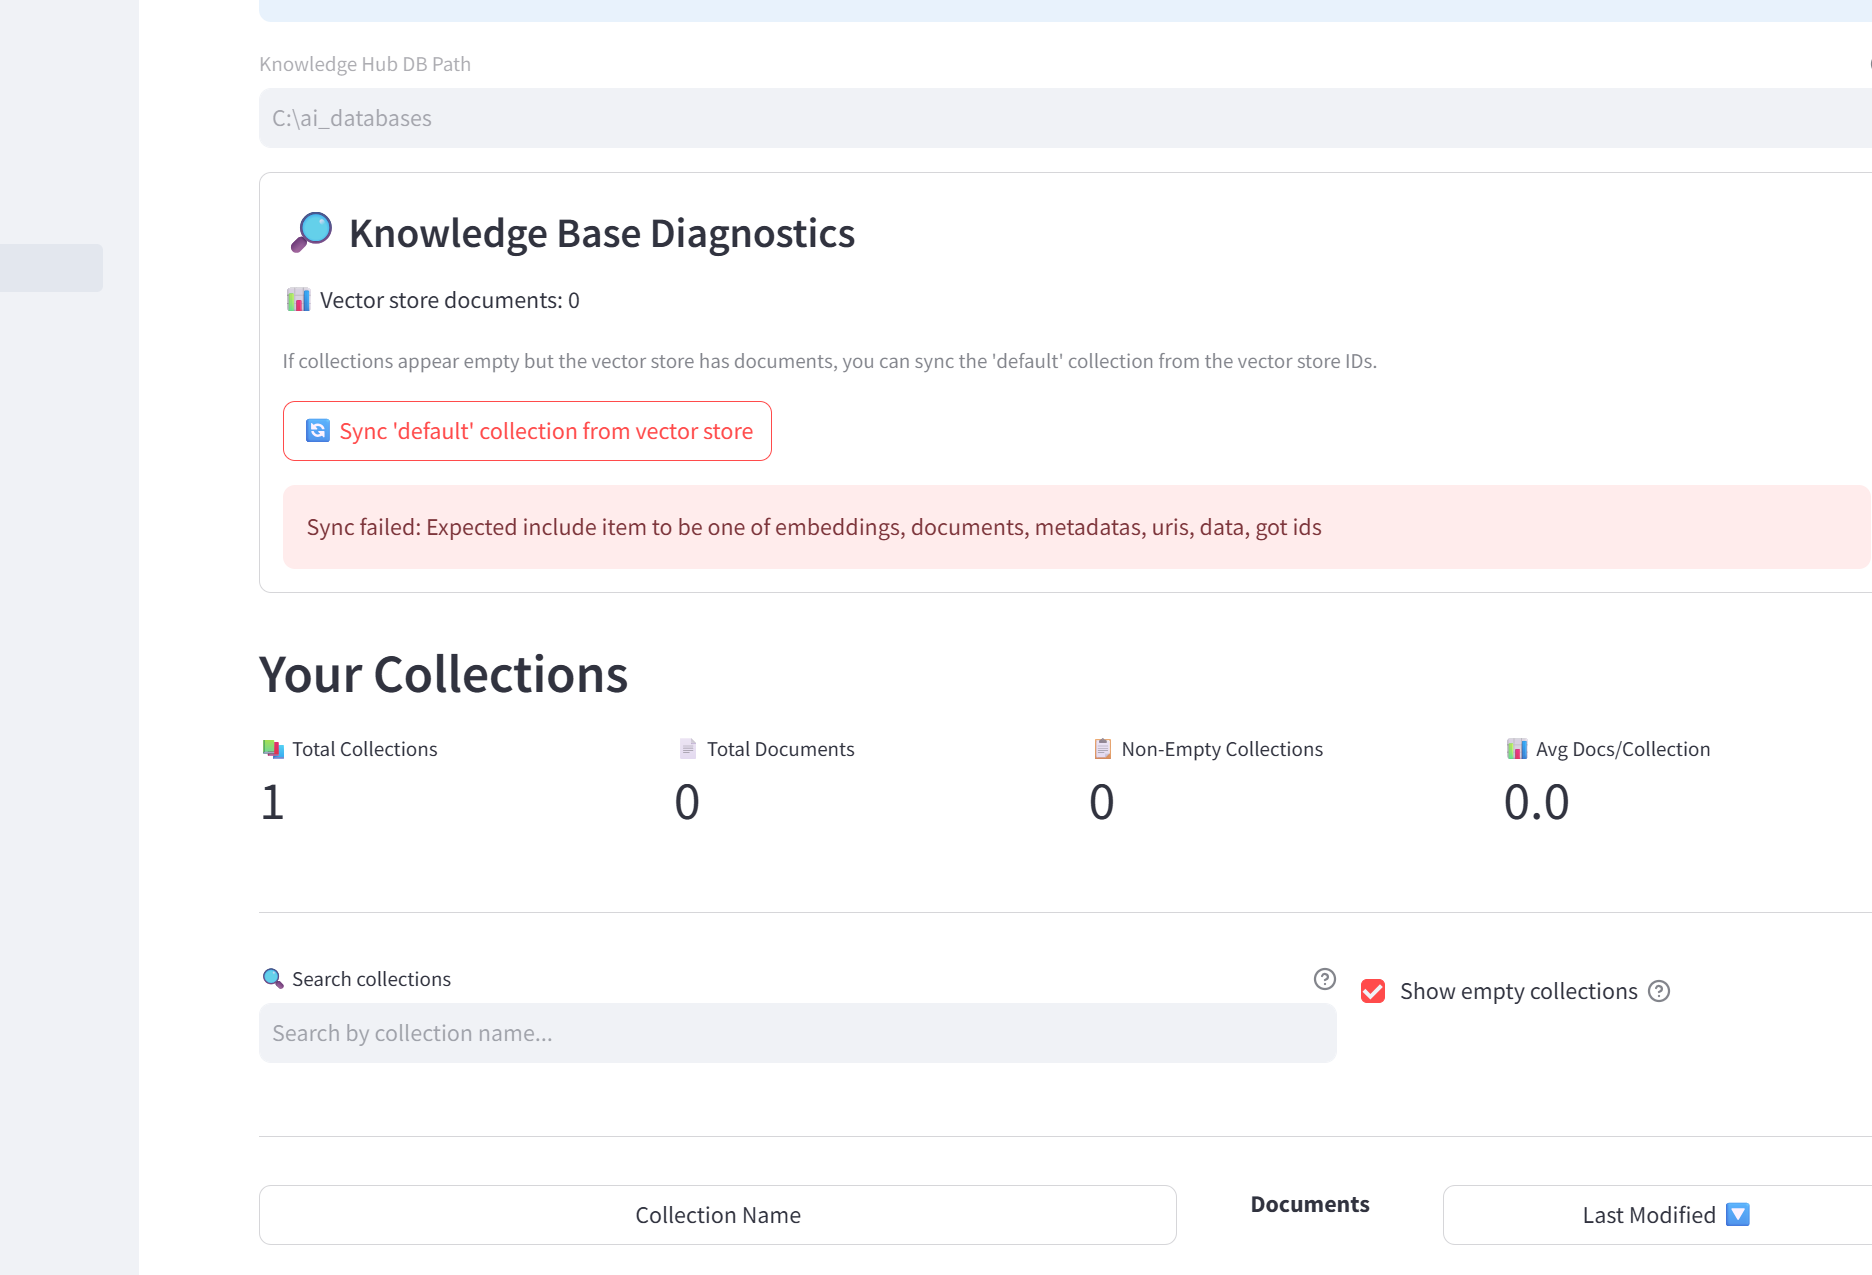 Knowledge Hub DB Path
C:\ai_databases
Knowledge Base Diagnostics
Vector store documents: 0
If collections appear empty but the vector store has documents, you can sync the 'default' collection from the vector store IDs.
Sync 'default' collection from vector store
Sync failed: Expected include item to be one of embeddings, documents, metadatas, uris, data, got ids
Your Collections
Total Collections
1
Total Documents
0
Non-Empty Collections
0
Avg Docs/Collection
0.0
Search collections
Show empty collections
Search by collection name...
Collection Name
Documents
Last Modified